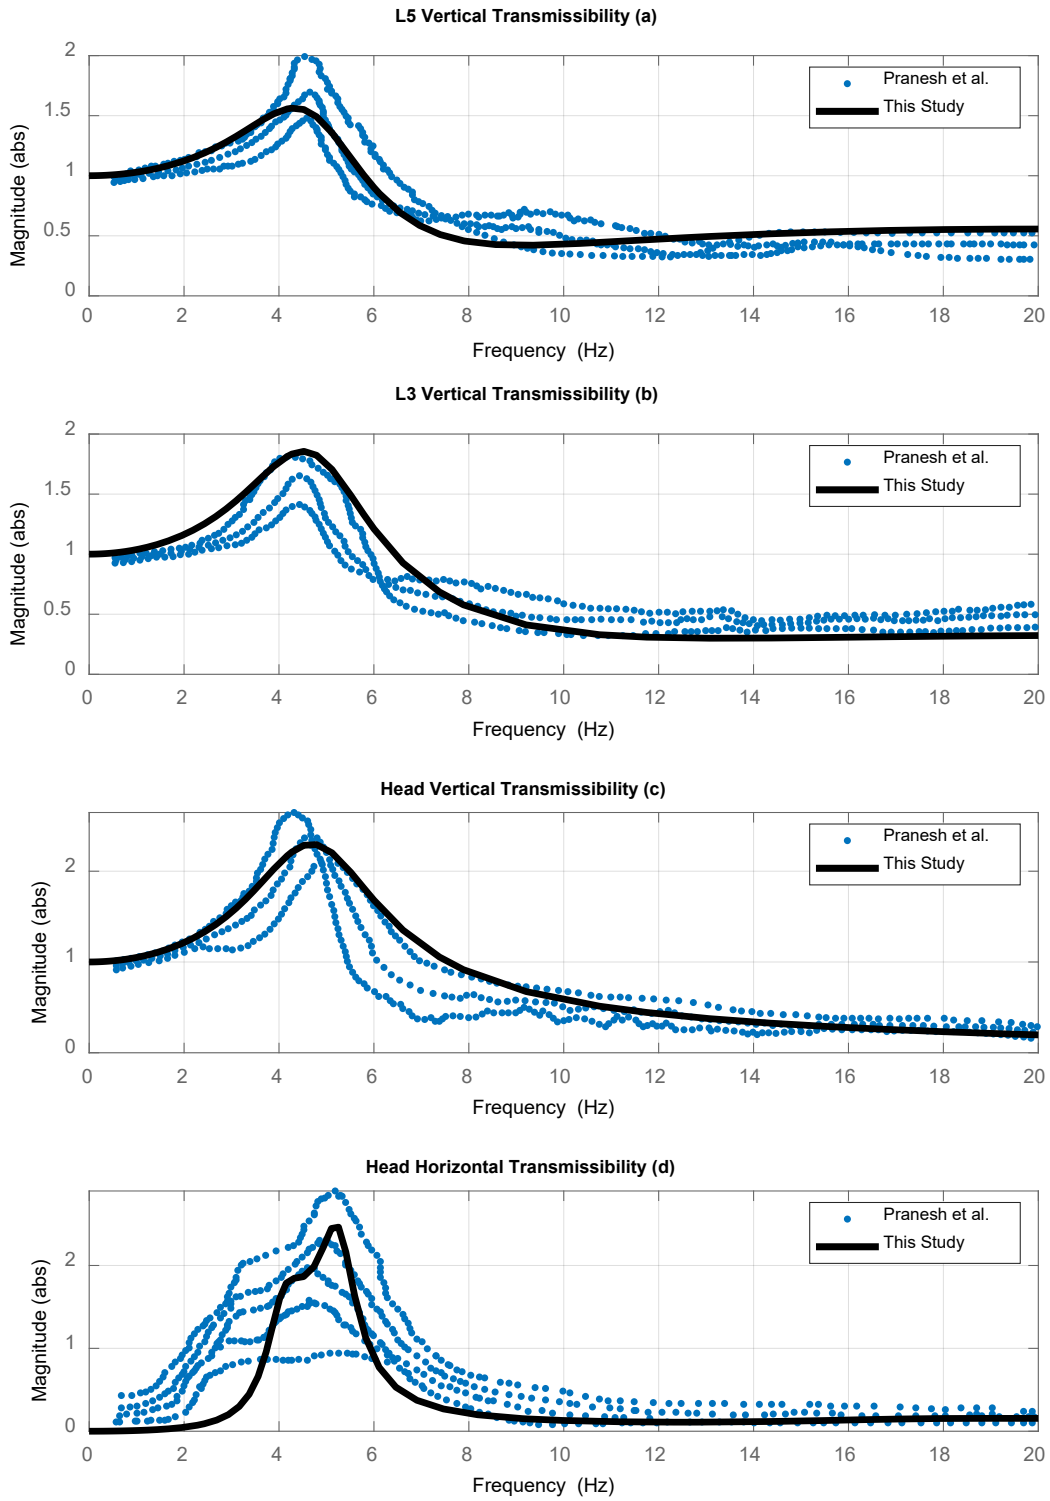 L5 Vertical Transmissibility (a)
2
1.5
1
0.5
0
Magnitude (abs)
Pranesh et al.
This Study
0 2 4 6 8 10 12 14 16 18 20
Frequency (Hz)
L3 Vertical Transmissibility (b)
2
1.5
1
0.5
0
Magnitude (abs)
Pranesh et al.
This Study
0 2 4 6 8 10 12 14 16 18 20
Frequency (Hz)
Head Vertical Transmissibility (c)
2
1
0
Magnitude (abs)
Pranesh et al.
This Study
0 2 4 6 8 10 12 14 16 18 20
Frequency (Hz)
Head Horizontal Transmissibility (d)
2
1
0
Magnitude (abs)
Pranesh et al.
This Study
0 2 4 6 8 10 12 14 16 18 20
Frequency (Hz)